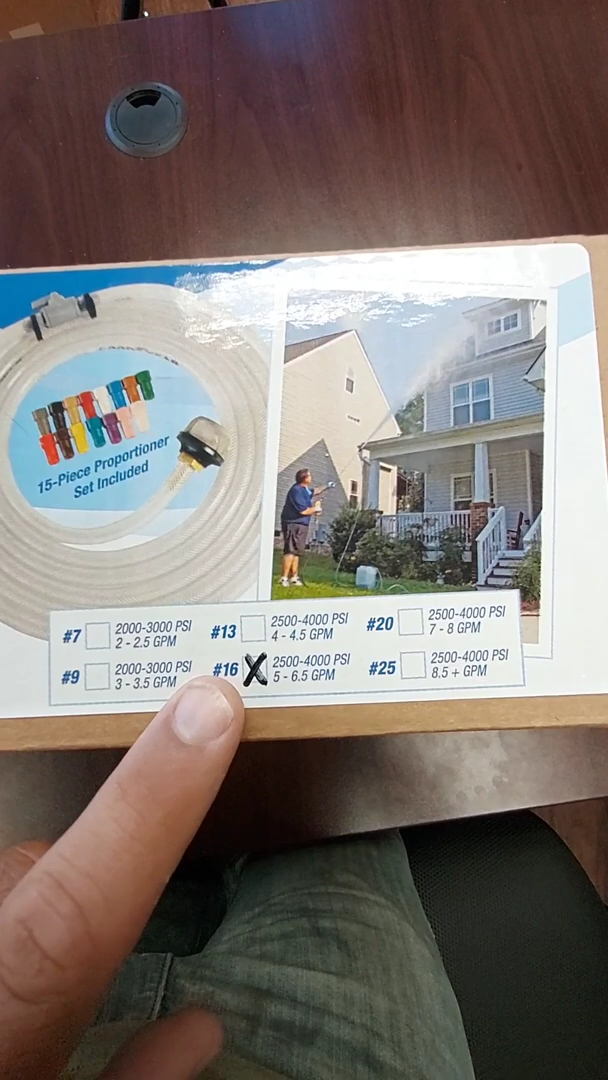 15-Piece Proportioner
Set Included
#7 2000-3000 PSI
2 - 2.5 GPM
#13 2500-4000 PSI
4 - 4.5 GPM
#20 2500-4000 PSI
7 - 8 GPM
#9 2000-3000 PSI
3 - 3.5 GPM
#16 X 2500-4000 PSI
5 - 6.5 GPM
#25 2500-4000 PSI
8.5 + GPM